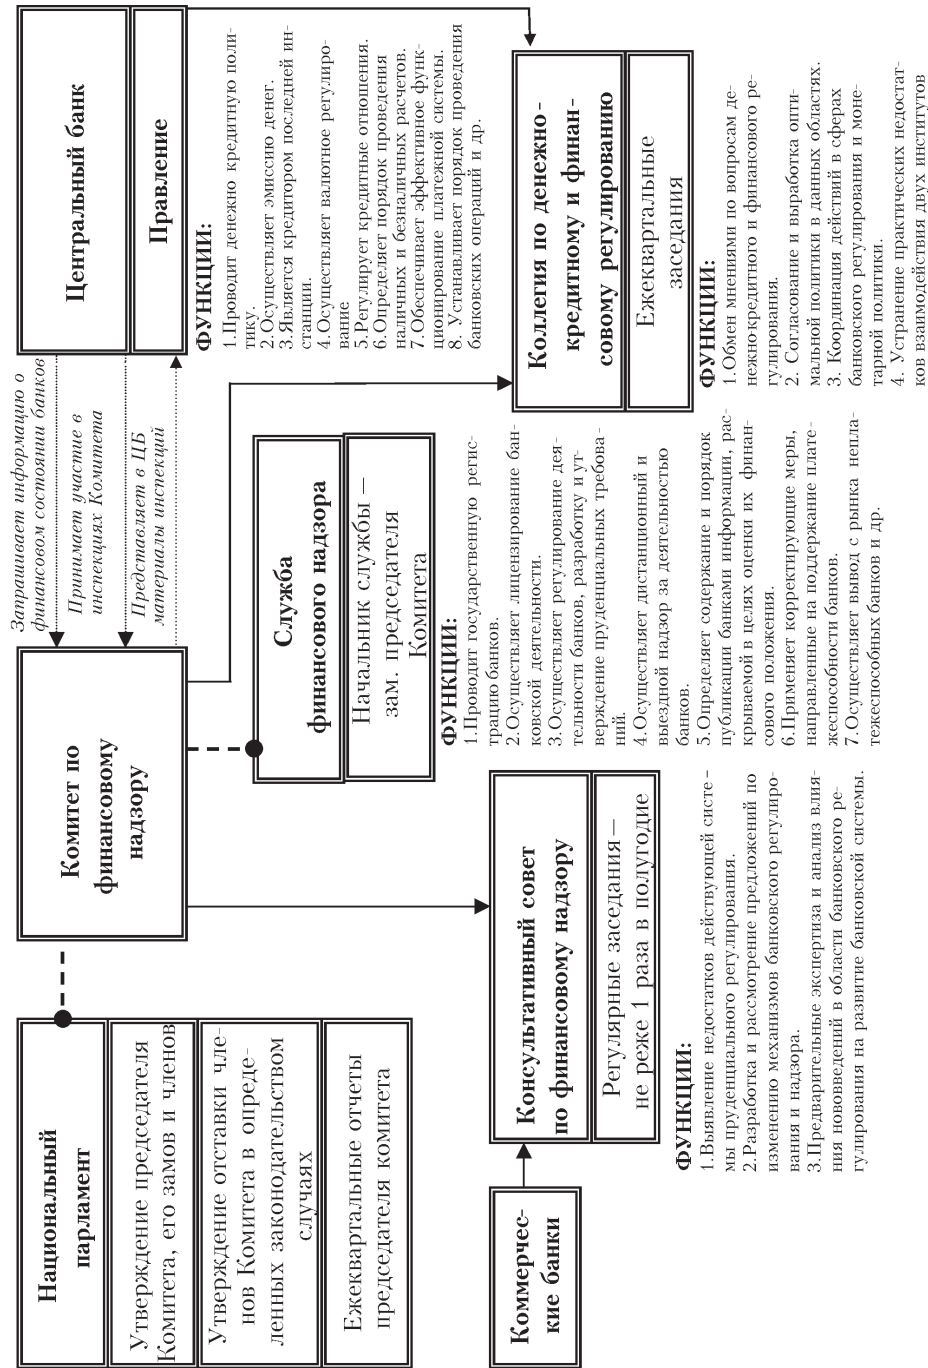 Национальный
парламент
Утверждение председателя
Комитета, его замов и членов
Утверждение отставки чле-
нов Комитета в опреде-
ленных законодательством
случаях
Ежеквартальные отчеты
председателя комитета
Комитет по
финансовому
надзору
Запрашивает информацию о
финансовом состоянии банков
Принимает участие в
инспекциях Комитета
Представляет в ЦБ
материалы инспекций
Центральный банк
Правление
ФУНКЦИИ:
1.Проводит денежно кредитную поли-
тику.
2.Осуществляет эмиссию денег.
3.Является кредитором последней ин-
станции.
4.Осуществляет валютное регулиро-
вание
5.Регулирует кредитные отношения.
6.Определяет порядок проведения
наличных и безналичных расчетов.
7.Обеспечивает эффективное функ-
ционирование платежной системы.
8. Устанавливает порядок проведения
банковских операций и др.
Служба
финансового надзора
Начальник службы —
зам. председателя
Комитета
ФУНКЦИИ:
1.Проводит государственную регис-
трацию банков.
2.Осуществляет лицензирование бан-
ковской деятельности.
3.Осуществляет регулирование дея-
тельности банков, разработку и ут-
верждение пруденциальных требова-
ний.
4.Осуществляет дистанционный и
выездной надзор за деятельностью
банков.
5.Определяет содержание и порядок
публикации банками информации, рас-
крываемой в целях оценки их финан-
сового положения.
6.Применяет корректирующие меры,
направленные на поддержание плате-
жеспособности банков.
7.Осуществляет вывод с рынка непла
тежеспособных банков и др.
Коммерчес-
кие банки
Консультативный совет
по финансовому надзору
Регулярные заседания—
не реже 1 раза в полугодие
ФУНКЦИИ:
1.Выявление недостатков действующей систе-
мы пруденциального регулирования.
2.Разработка и рассмотрение предложений по
изменению механизмов банковского регулиро-
вания и надзора.
3.Предварительные экспертиза и анализ влия-
ния нововведений в области банковского ре-
гулирования на развитие банковской системы.
Коллегия по денежно-
кредитному и финан-
совому регулированию
Ежеквартальные
заседания
ФУНКЦИИ:
1.Обмен мнениями по вопросам де-
нежно-кредитного и финансового ре-
гулирования.
2. Согласование и выработка опти-
мальной политики в данных областях.
3. Координация действий в сферах
банковского регулирования и моне-
тарной политики.
4. Устранение практических недостат-
ков взаимодействия двух институтов